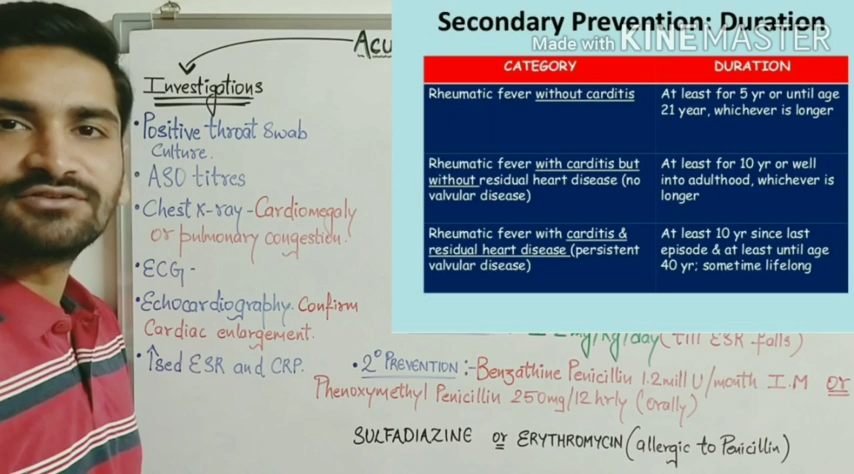 Acu
Investigations
• Positive throat swab
Culture.
• ASO titres
• Chest X-ray - Cardiomegaly
or pulmonary congestion.
• ECG -
• Echocardiography. Confirm
Cardiac enlargement.
• ↑sed ESR and CRP.
Secondary Prevention: Duration
Made with KINEMASTER
CATEGORY DURATION
Rheumatic fever without carditis At least for 5 yr or until age
21 year, whichever is longer
Rheumatic fever with carditis but At least for 10 yr or well
without residual heart disease (no into adulthood, whichever is
valvular disease) longer
Rheumatic fever with carditis & At least 10 yr since last
residual heart disease (persistent episode & at least until age
valvular disease) 40 yr; sometime lifelong
mg/kg/day (till ESR falls)
• 2° PREVENTION :- Benzathine Penicillin 1.2 mill U/month I.M or
Phenoxymethyl Penicillin 250mg/12 hrly (orally)
SULFADIAZINE or ERYTHROMYCIN (allergic to Penicillin)